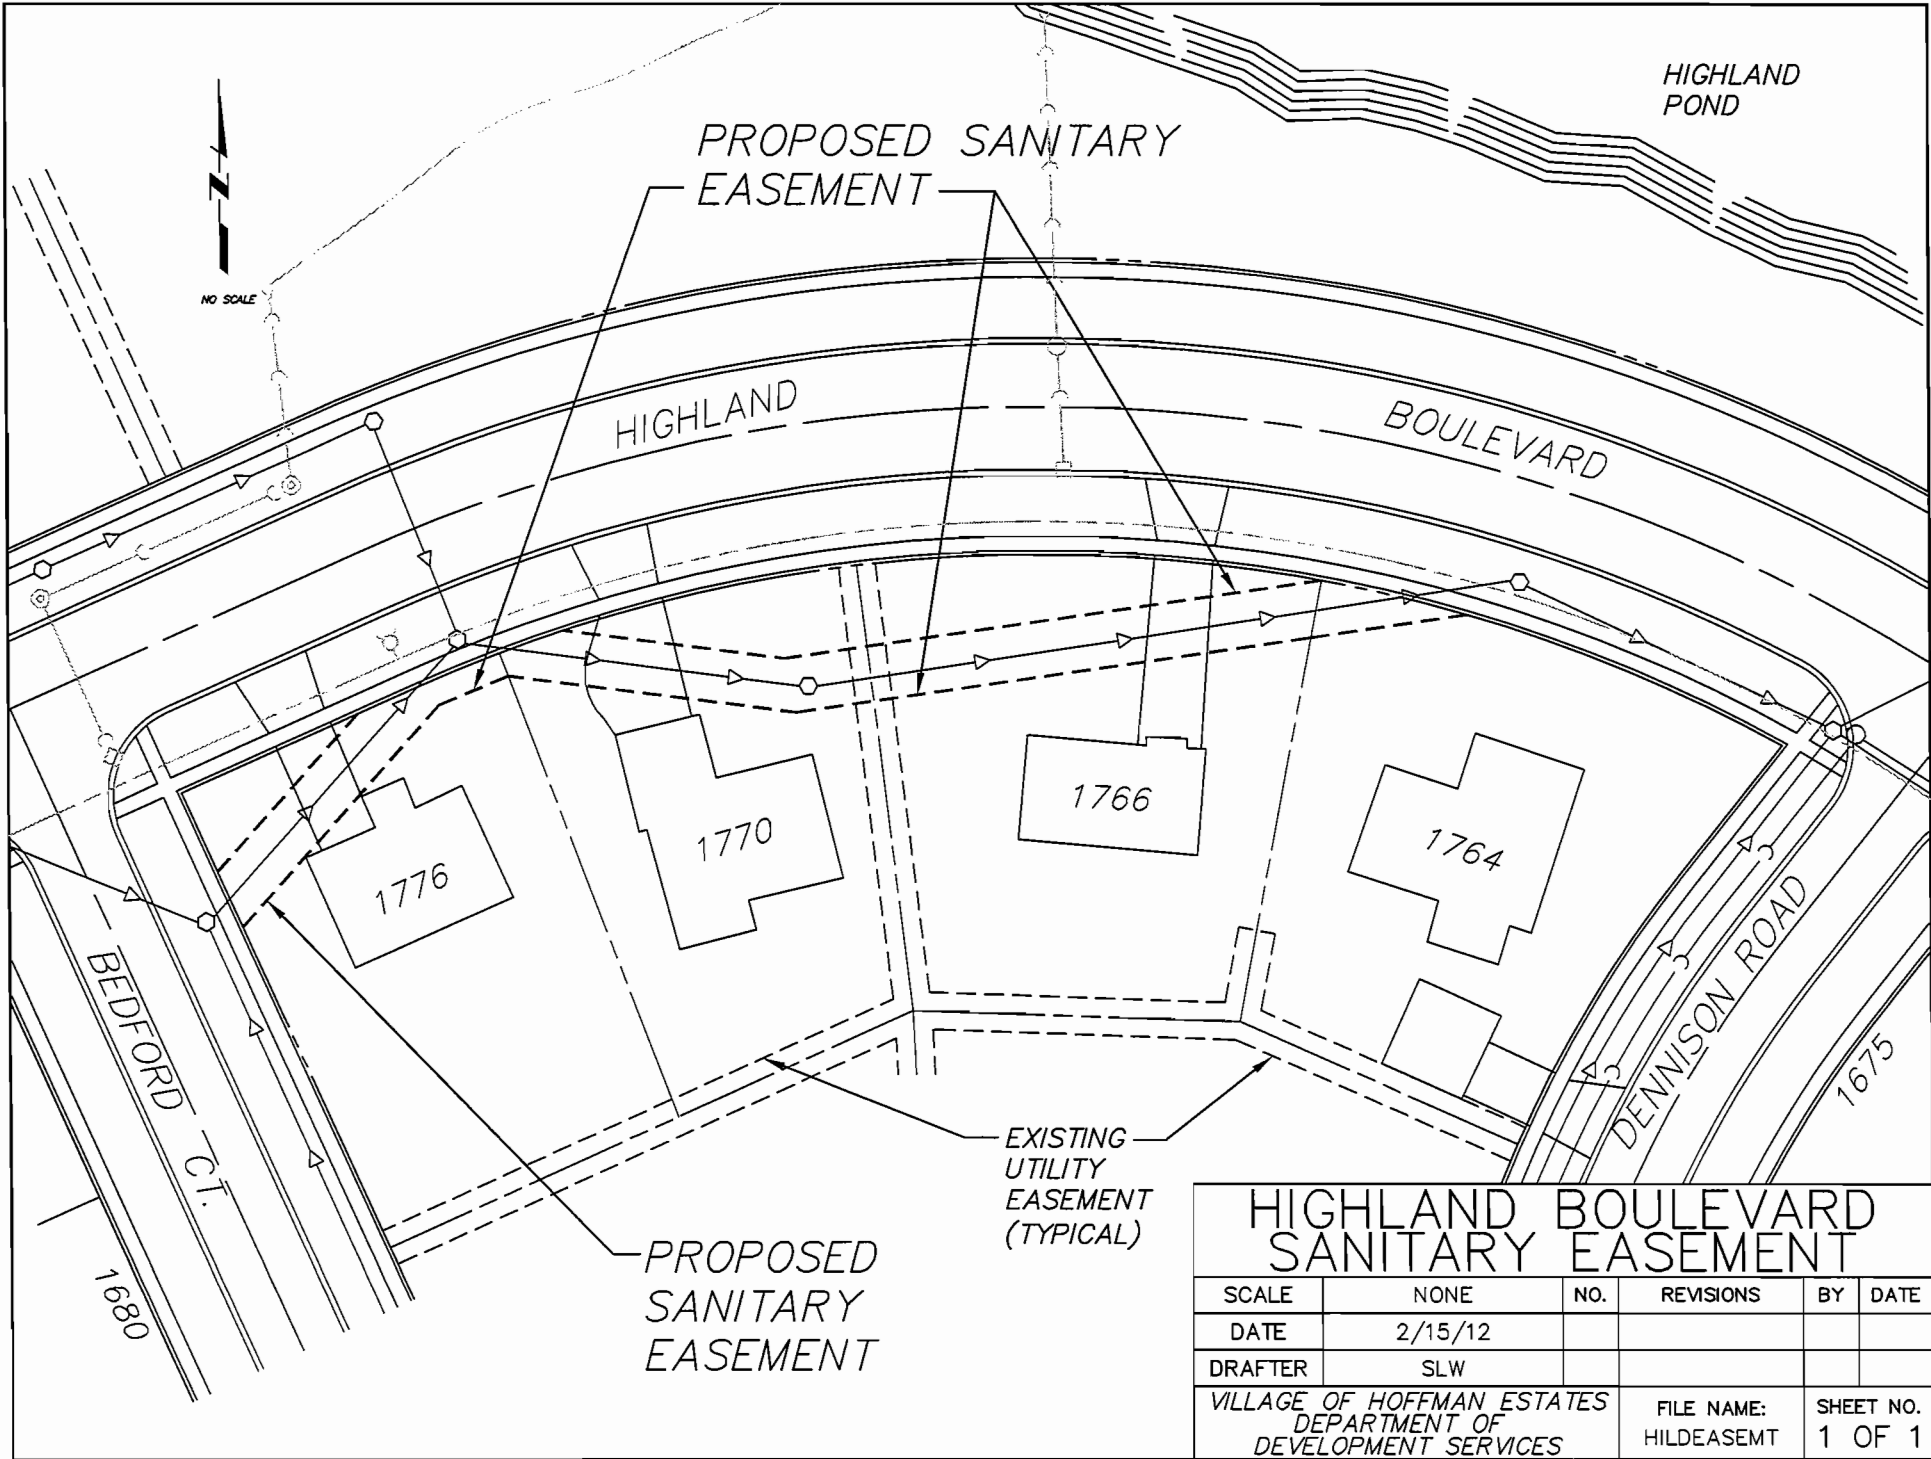 HIGHLAND
POND
PROPOSED SANITARY
EASEMENT
N
NO SCALE
HIGHLAND
BOULEVARD
1776
1770
1766
1764
BEDFORD CT.
DENNISON ROAD
1675
1680
EXISTING
UTILITY
EASEMENT
(TYPICAL)
PROPOSED
SANITARY
EASEMENT
HIGHLAND BOULEVARD
SANITARY EASEMENT
SCALE NONE NO. REVISIONS BY DATE
DATE 2/15/12
DRAFTER SLW
VILLAGE OF HOFFMAN ESTATES
DEPARTMENT OF
DEVELOPMENT SERVICES
FILE NAME:
HILDEASEMT
SHEET NO.
1 OF 1